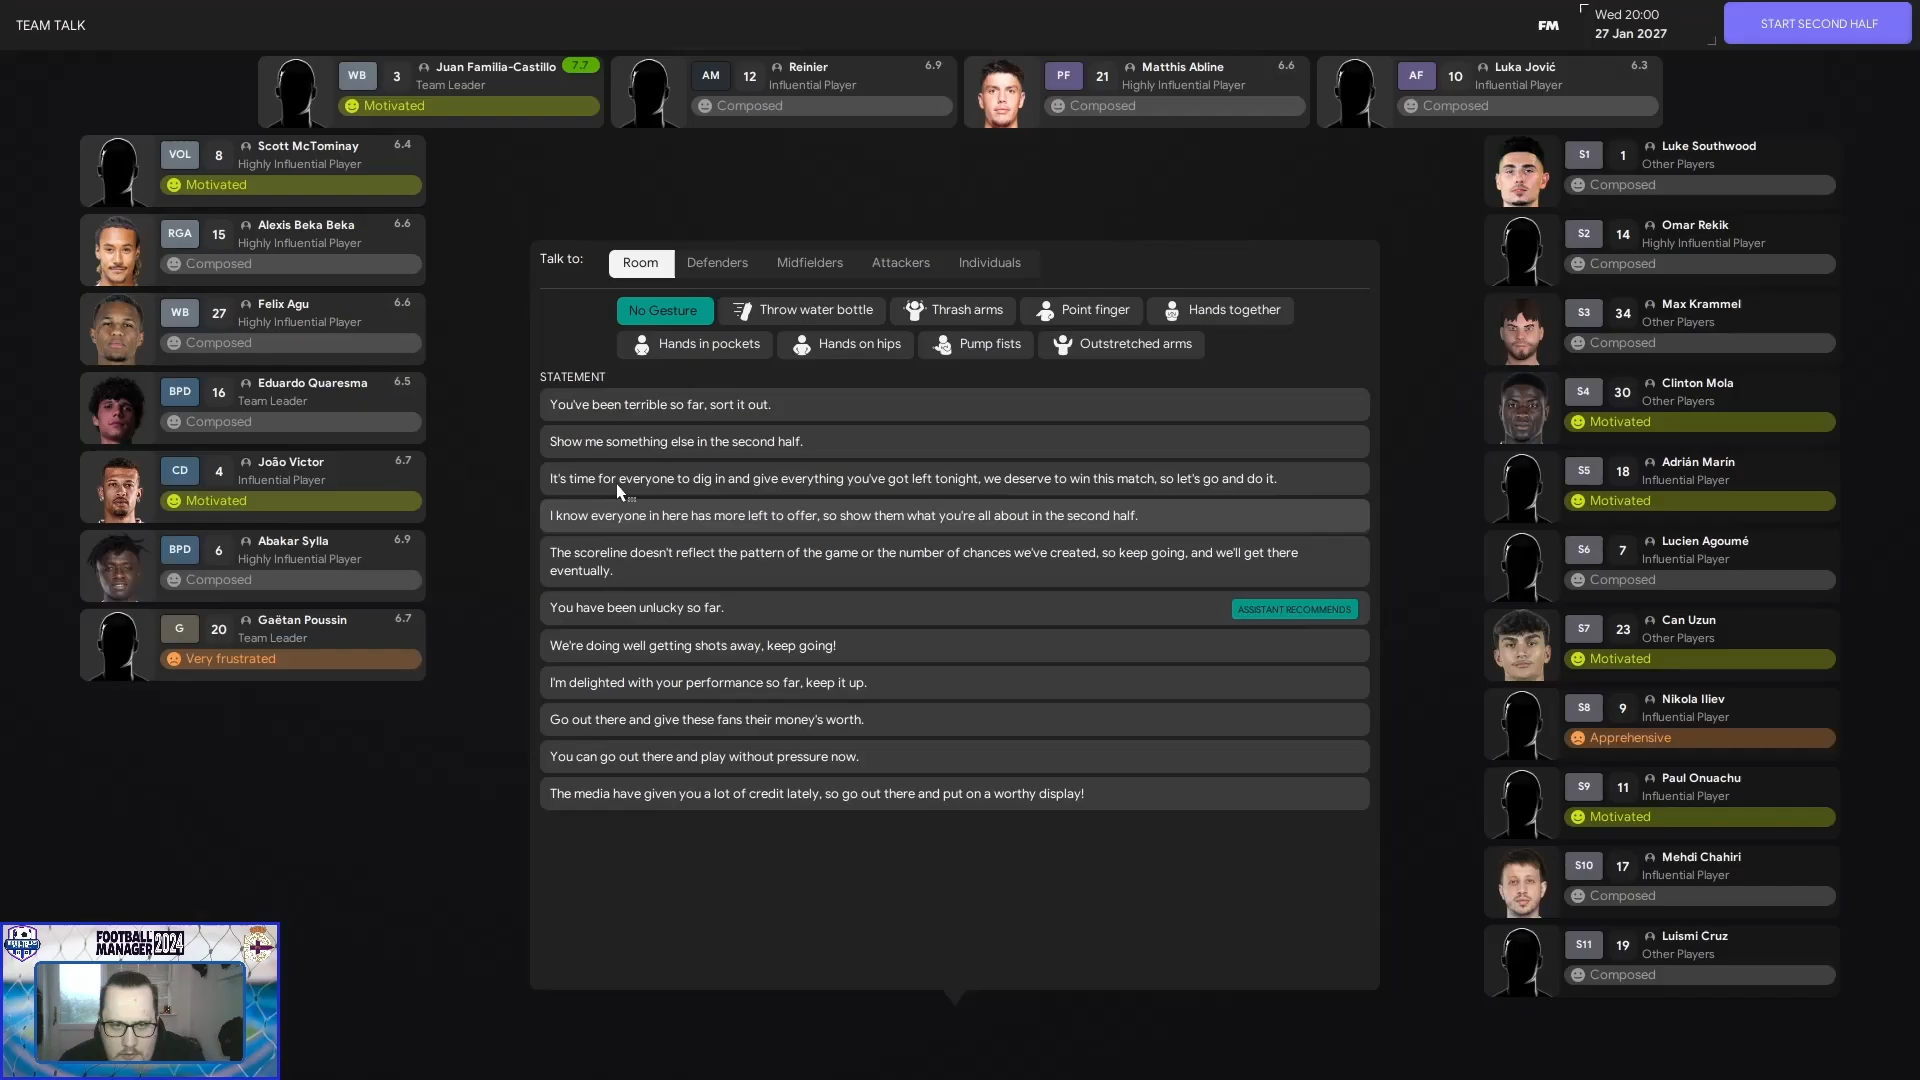 TEAM TALK
FM
Wed 20:00
27 Jan 2027
START SECOND HALF
WB 3 Juan Familia-Castillo 7.7
Team Leader
Motivated
AM 12 Reinier 6.9
Influential Player
Composed
PF 21 Matthis Abline 6.6
Highly Influential Player
Composed
AF 10 Luka Jović 6.3
Influential Player
Composed
VOL 8 Scott McTominay 6.4
Highly Influential Player
Motivated
RGA 15 Alexis Beka Beka 6.6
Highly Influential Player
Composed
WB 27 Felix Agu 6.6
Highly Influential Player
Composed
BPD 16 Eduardo Quaresma 6.5
Team Leader
Composed
CD 4 João Victor 6.7
Influential Player
Motivated
BPD 6 Abakar Sylla 6.9
Highly Influential Player
Composed
G 20 Gaëtan Poussin 6.7
Team Leader
Very frustrated
Talk to: Room Defenders Midfielders Attackers Individuals
No Gesture Throw water bottle Thrash arms Point finger Hands together
Hands in pockets Hands on hips Pump fists Outstretched arms
STATEMENT
You've been terrible so far, sort it out.
Show me something else in the second half.
It's time for everyone to dig in and give everything you've got left tonight, we deserve to win this match, so let's go and do it.
I know everyone in here has more left to offer, so show them what you're all about in the second half.
The scoreline doesn't reflect the pattern of the game or the number of chances we've created, so keep going, and we'll get there
eventually.
You have been unlucky so far. ASSISTANT RECOMMENDS
We're doing well getting shots away, keep going!
I'm delighted with your performance so far, keep it up.
Go out there and give these fans their money's worth.
You can go out there and play without pressure now.
The media have given you a lot of credit lately, so go out there and put on a worthy display!
S1 1 Luke Southwood
Other Players
Composed
S2 14 Omar Rekik
Highly Influential Player
Composed
S3 34 Max Krammel
Other Players
Composed
S4 30 Clinton Mola
Other Players
Motivated
S5 18 Adrián Marín
Influential Player
Motivated
S6 7 Lucien Agoumé
Influential Player
Composed
S7 23 Can Uzun
Other Players
Motivated
S8 9 Nikola Iliev
Influential Player
Apprehensive
S9 11 Paul Onuachu
Influential Player
Motivated
S10 17 Mehdi Chahiri
Influential Player
Composed
S11 19 Luismi Cruz
Other Players
Composed
FOOTBALL
MANAGER 2024